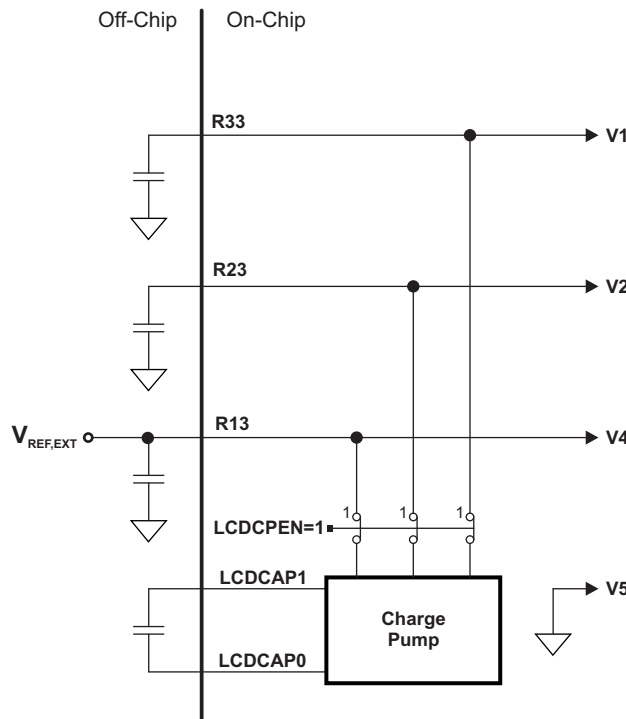 Off-Chip On-Chip
R33
V1
R23
V2
R13
VREF,EXT
V4
1 1 1
LCDCPEN=1
LCDCAP1
V5
Charge
Pump
LCDCAP0